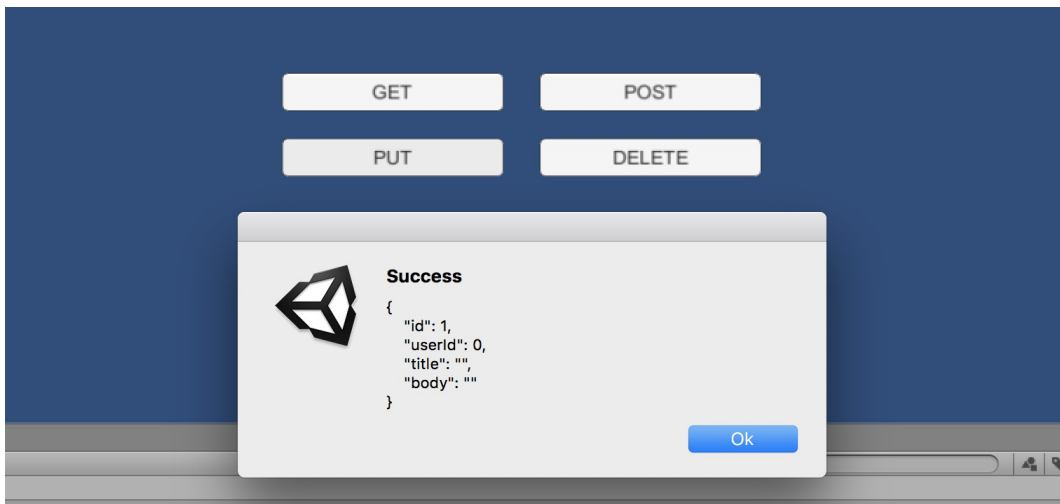 GET
POST
PUT
DELETE
Success
{
"id": 1,
"userId": 0,
"title": "",
"body": ""
}
Ok